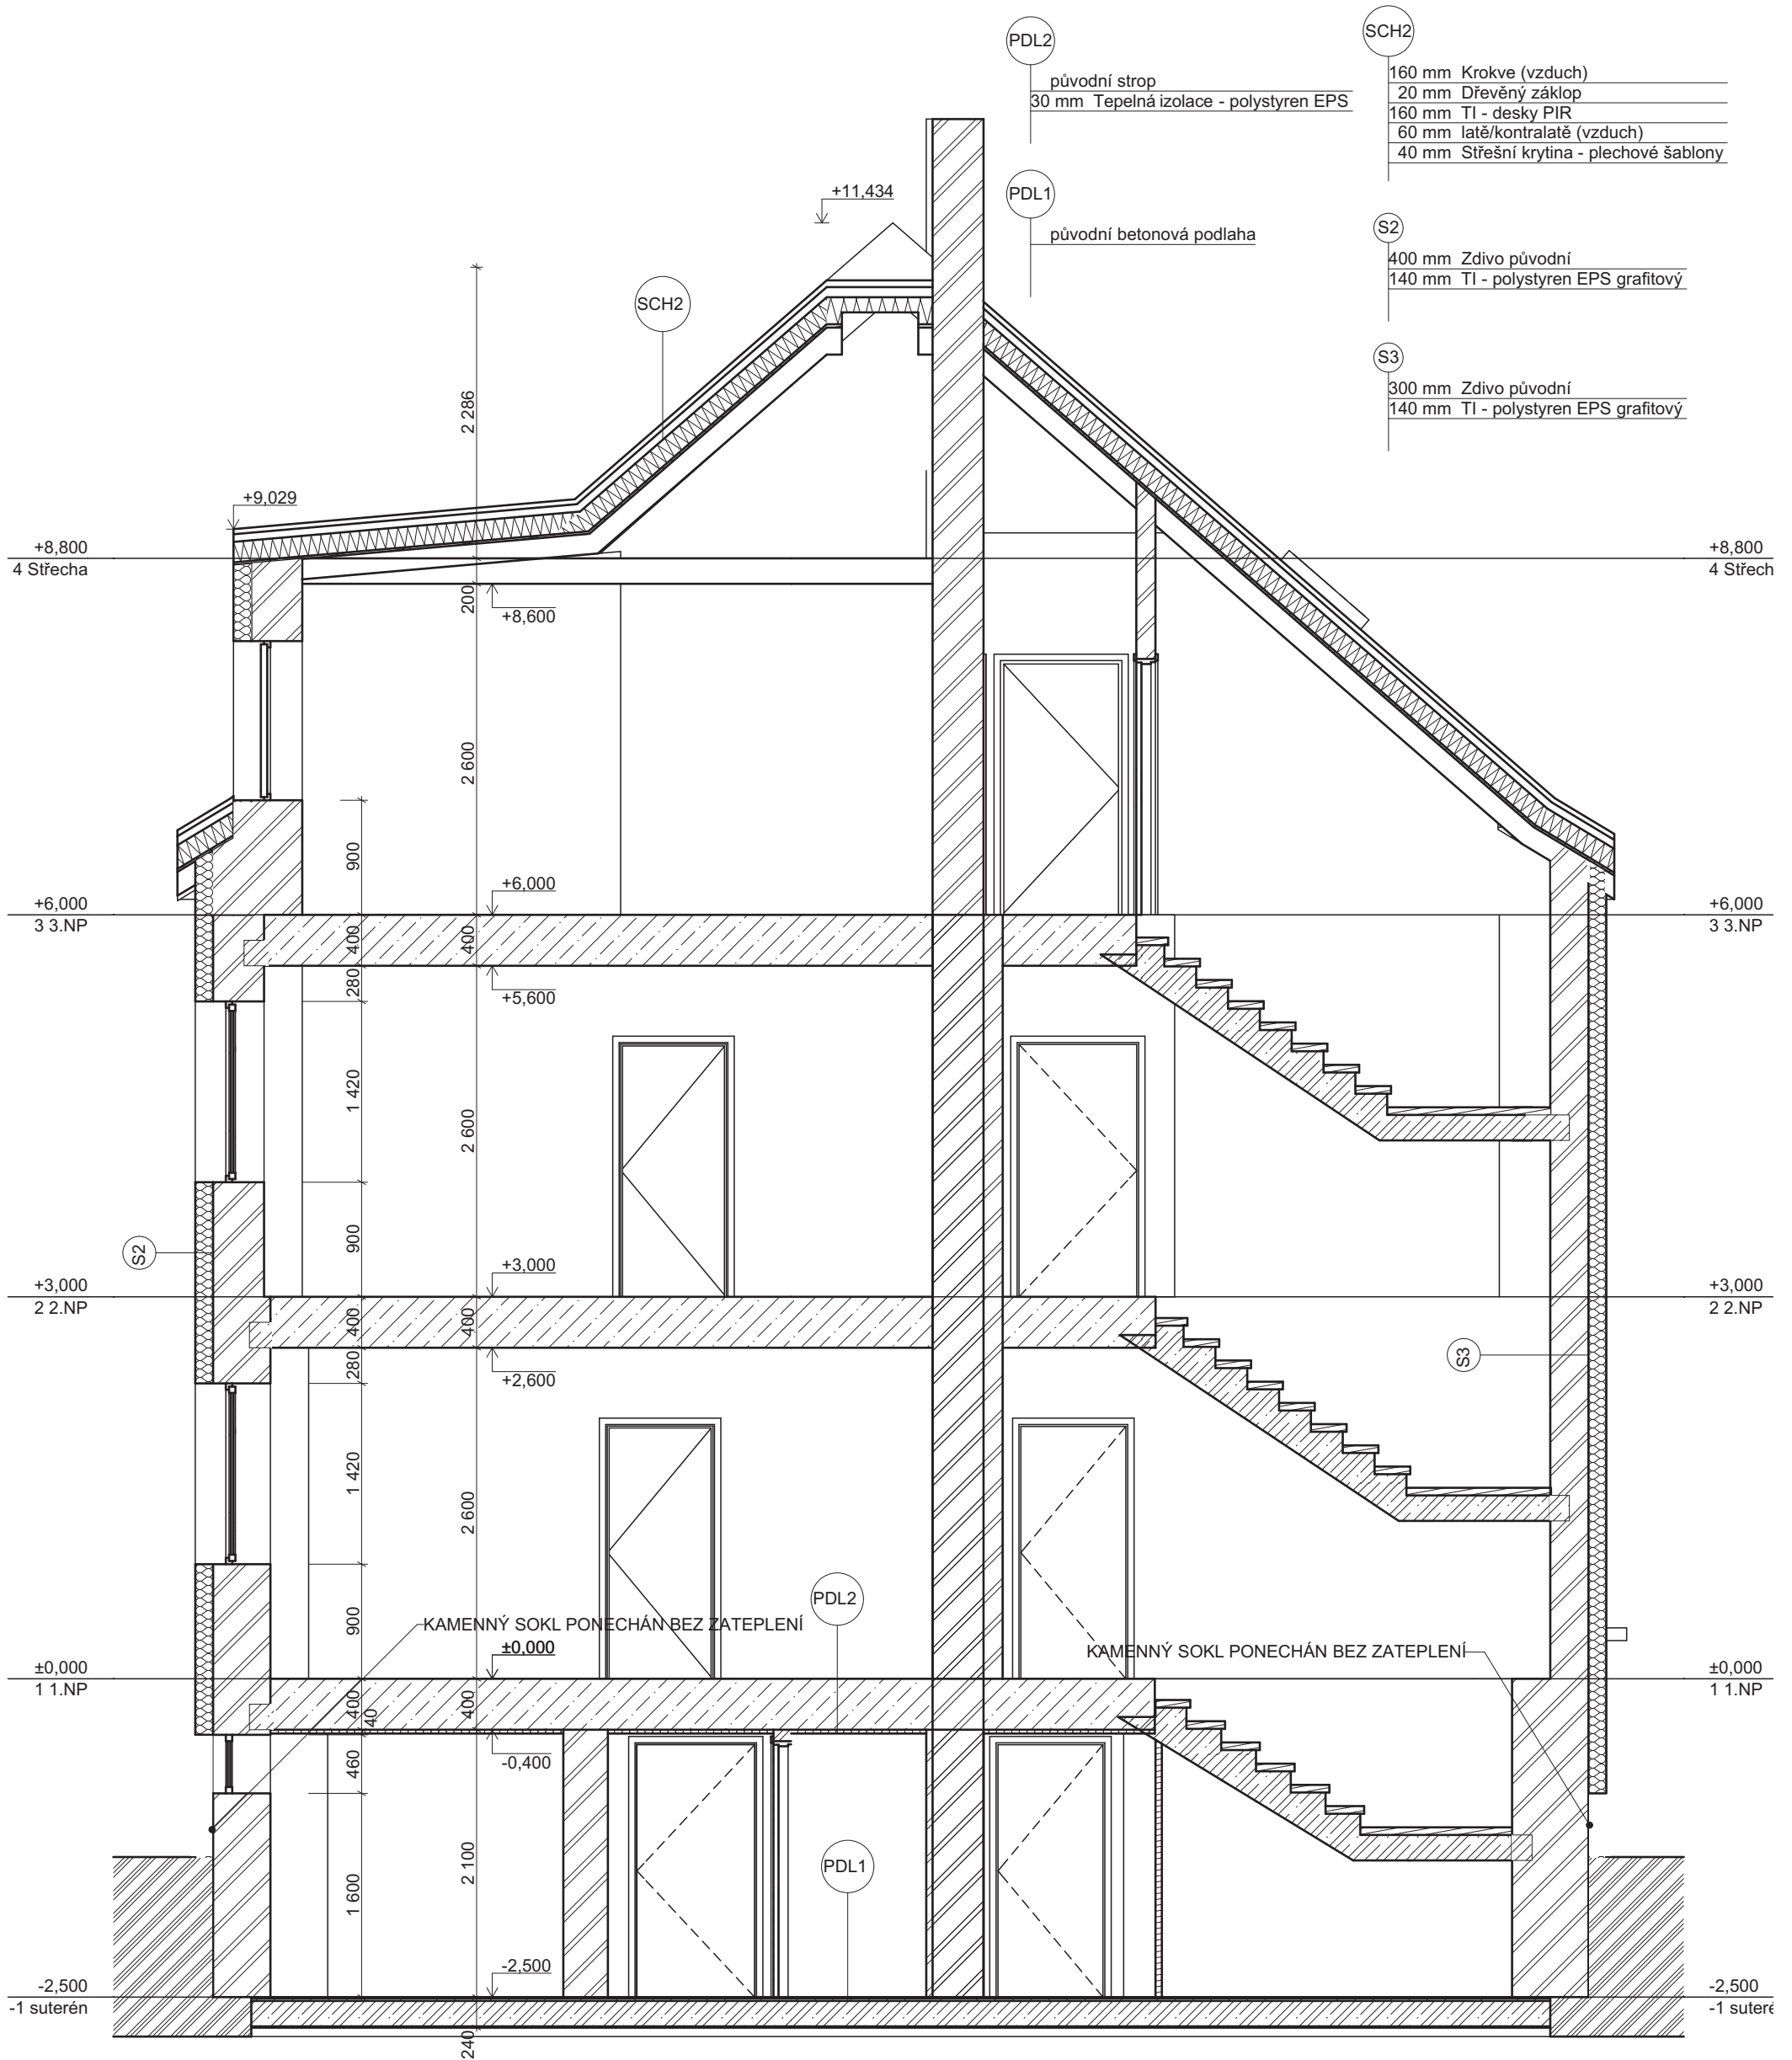 PDL2
původní strop
30 mm Tepelná izolace - polystyren EPS
SCH2
160 mm Krokve (vzduch)
20 mm Dřevěný záklop
160 mm TI - desky PIR
60 mm latě/kontralatě (vzduch)
40 mm Střešní krytina - plechové šablony
PDL1
původní betonová podlaha
S2
400 mm Zdivo původní
140 mm TI - polystyren EPS grafitový
S3
300 mm Zdivo původní
140 mm TI - polystyren EPS grafitový
+11,434
SCH2
2 286
+9,029
+8,800
4 Střecha
+8,800
4 Střech
200
+8,600
2 600
900
+6,000
+6,000
3 3.NP
+6,000
3 3.NP
400
400
280
+5,600
1 420
2 600
900
S2
+3,000
+3,000
2 2.NP
+3,000
2 2.NP
400
400
280
+2,600
S3
1 420
2 600
900
PDL2
KAMENNÝ SOKL PONECHÁN BEZ ZATEPLENÍ
±0,000
KAMENNÝ SOKL PONECHÁN BEZ ZATEPLENÍ
±0,000
1 1.NP
±0,000
1 1.NP
400
40
400
-0,400
460
2 100
PDL1
1 600
-2,500
-2,500
-1 suterén
-2,500
-1 suteré
240